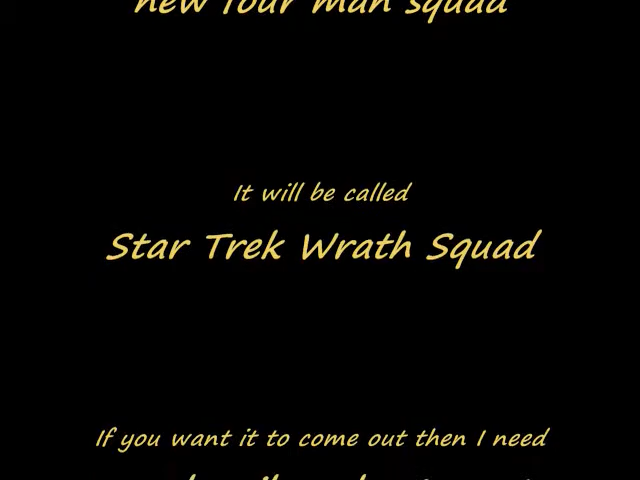 new four man squad
It will be called
Star Trek Wrath Squad
If you want it to come out then I need